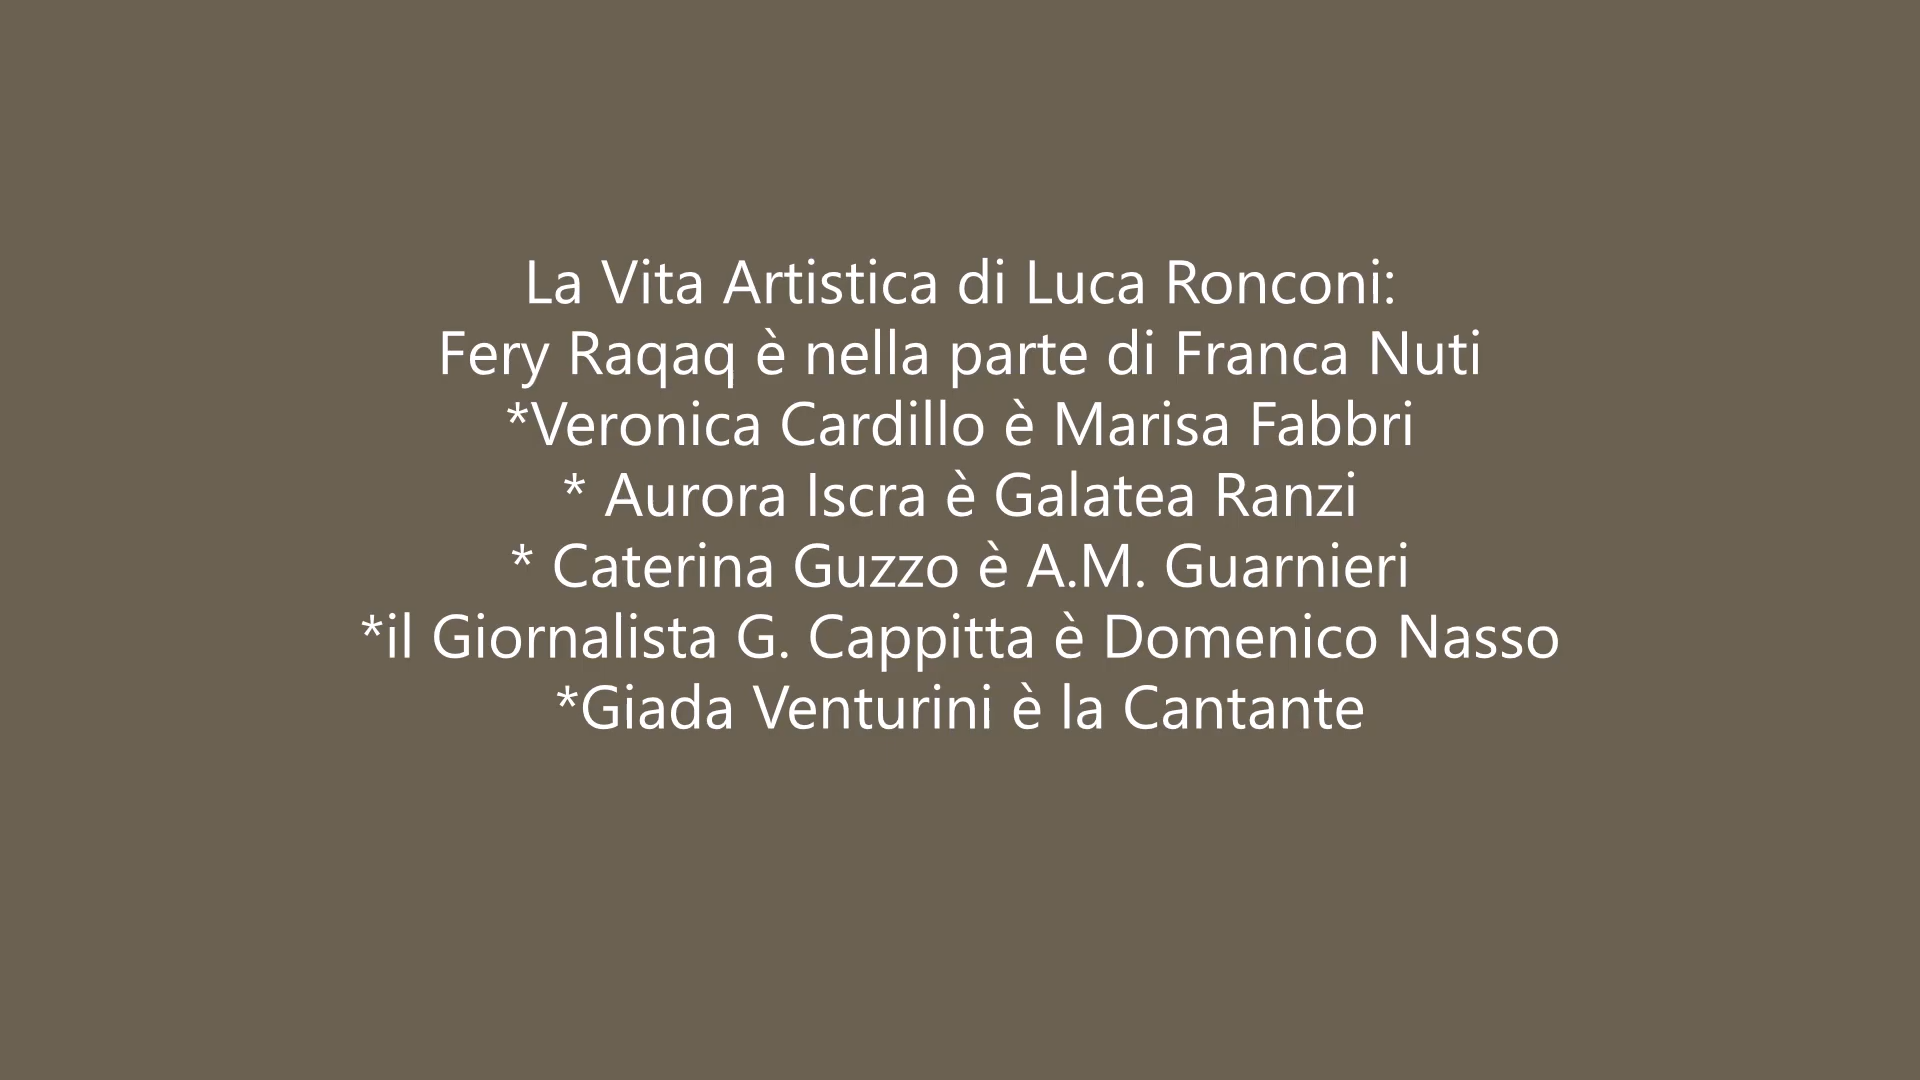 La Vita Artistica di Luca Ronconi:
Fery Raqaq è nella parte di Franca Nuti
*Veronica Cardillo è Marisa Fabbri
* Aurora Iscra è Galatea Ranzi
* Caterina Guzzo è A.M. Guarnieri
*il Giornalista G. Cappitta è Domenico Nasso
*Giada Venturini è la Cantante